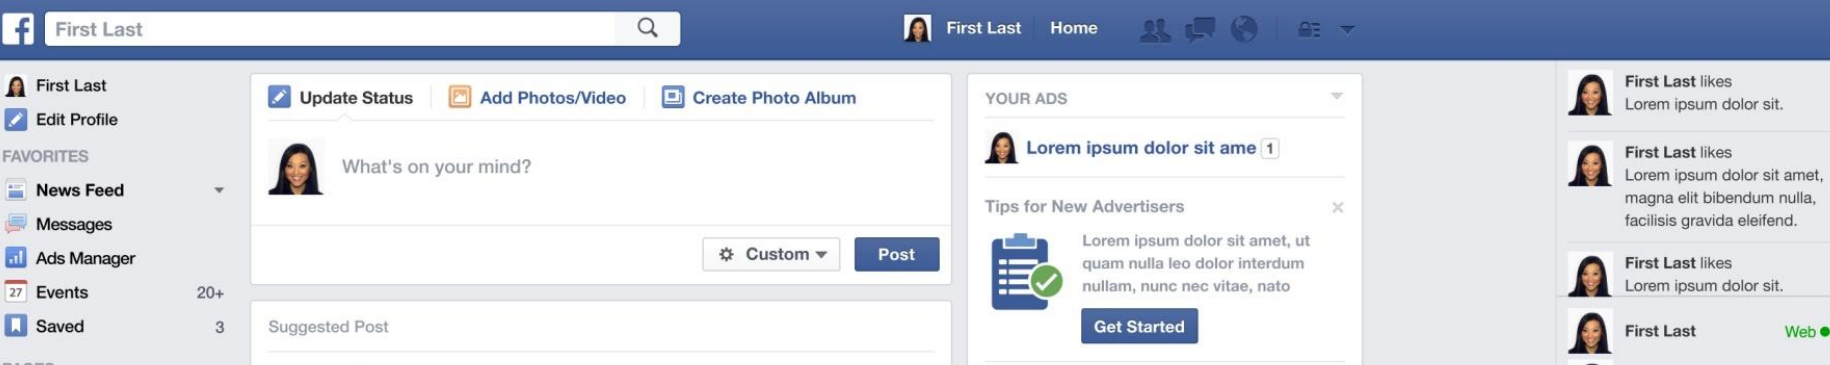 f
First Last
First Last Home
First Last
Edit Profile
FAVORITES
News Feed
Messages
Ads Manager
27 Events 20+
Saved 3
Update Status Add Photos/Video Create Photo Album
What's on your mind?
Custom Post
Suggested Post
YOUR ADS
Lorem ipsum dolor sit ame 1
Tips for New Advertisers
Lorem ipsum dolor sit amet, ut
quam nulla leo dolor interdum
nullam, nunc nec vitae, nato
Get Started
First Last likes
Lorem ipsum dolor sit.
First Last likes
Lorem ipsum dolor sit amet,
magna elit bibendum nulla,
facilisis gravida eleifend.
First Last likes
Lorem ipsum dolor sit.
First Last Web